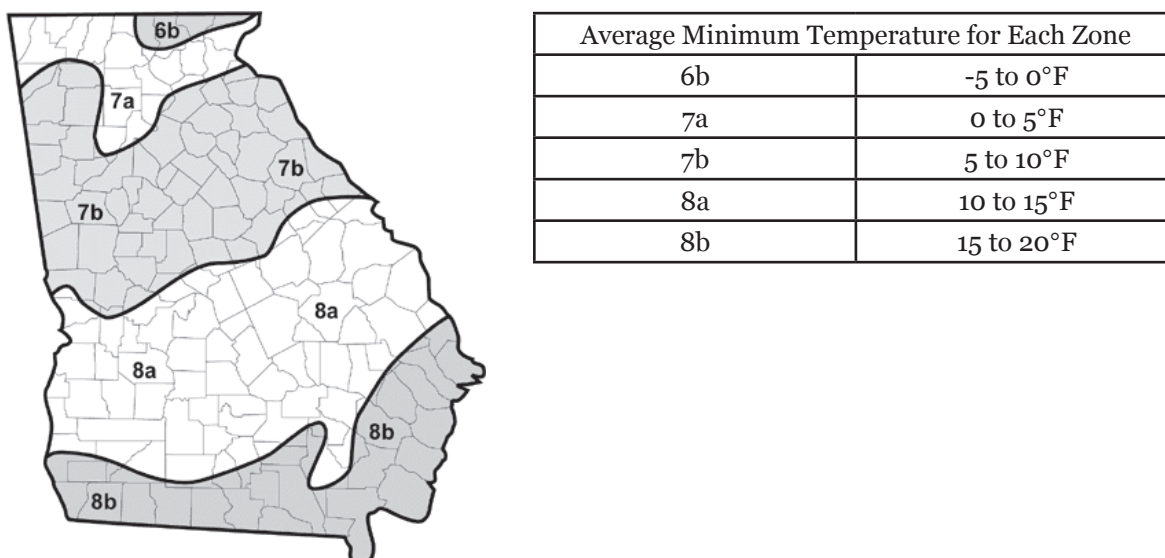 6b
7a
7b
7b
8a
8a
8b
8b
Average Minimum Temperature for Each Zone
6b -5 to 0°F
7a 0 to 5°F
7b 5 to 10°F
8a 10 to 15°F
8b 15 to 20°F